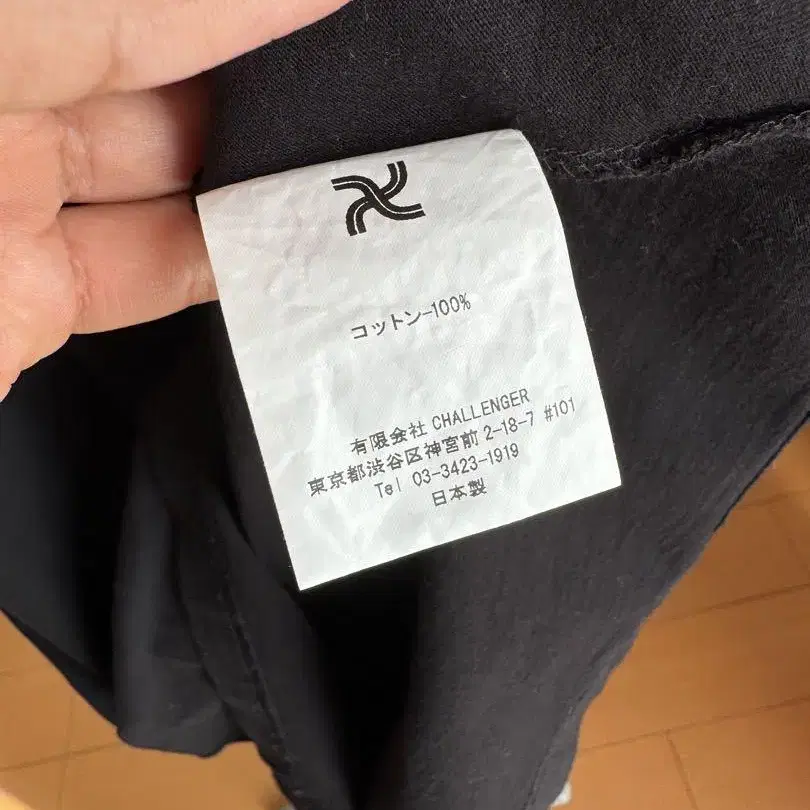 コットン-100%
有限会社 CHALLENGER
東京都渋谷区神宮前 2-18-7 #101
Tel 03-3423-1919
日本製